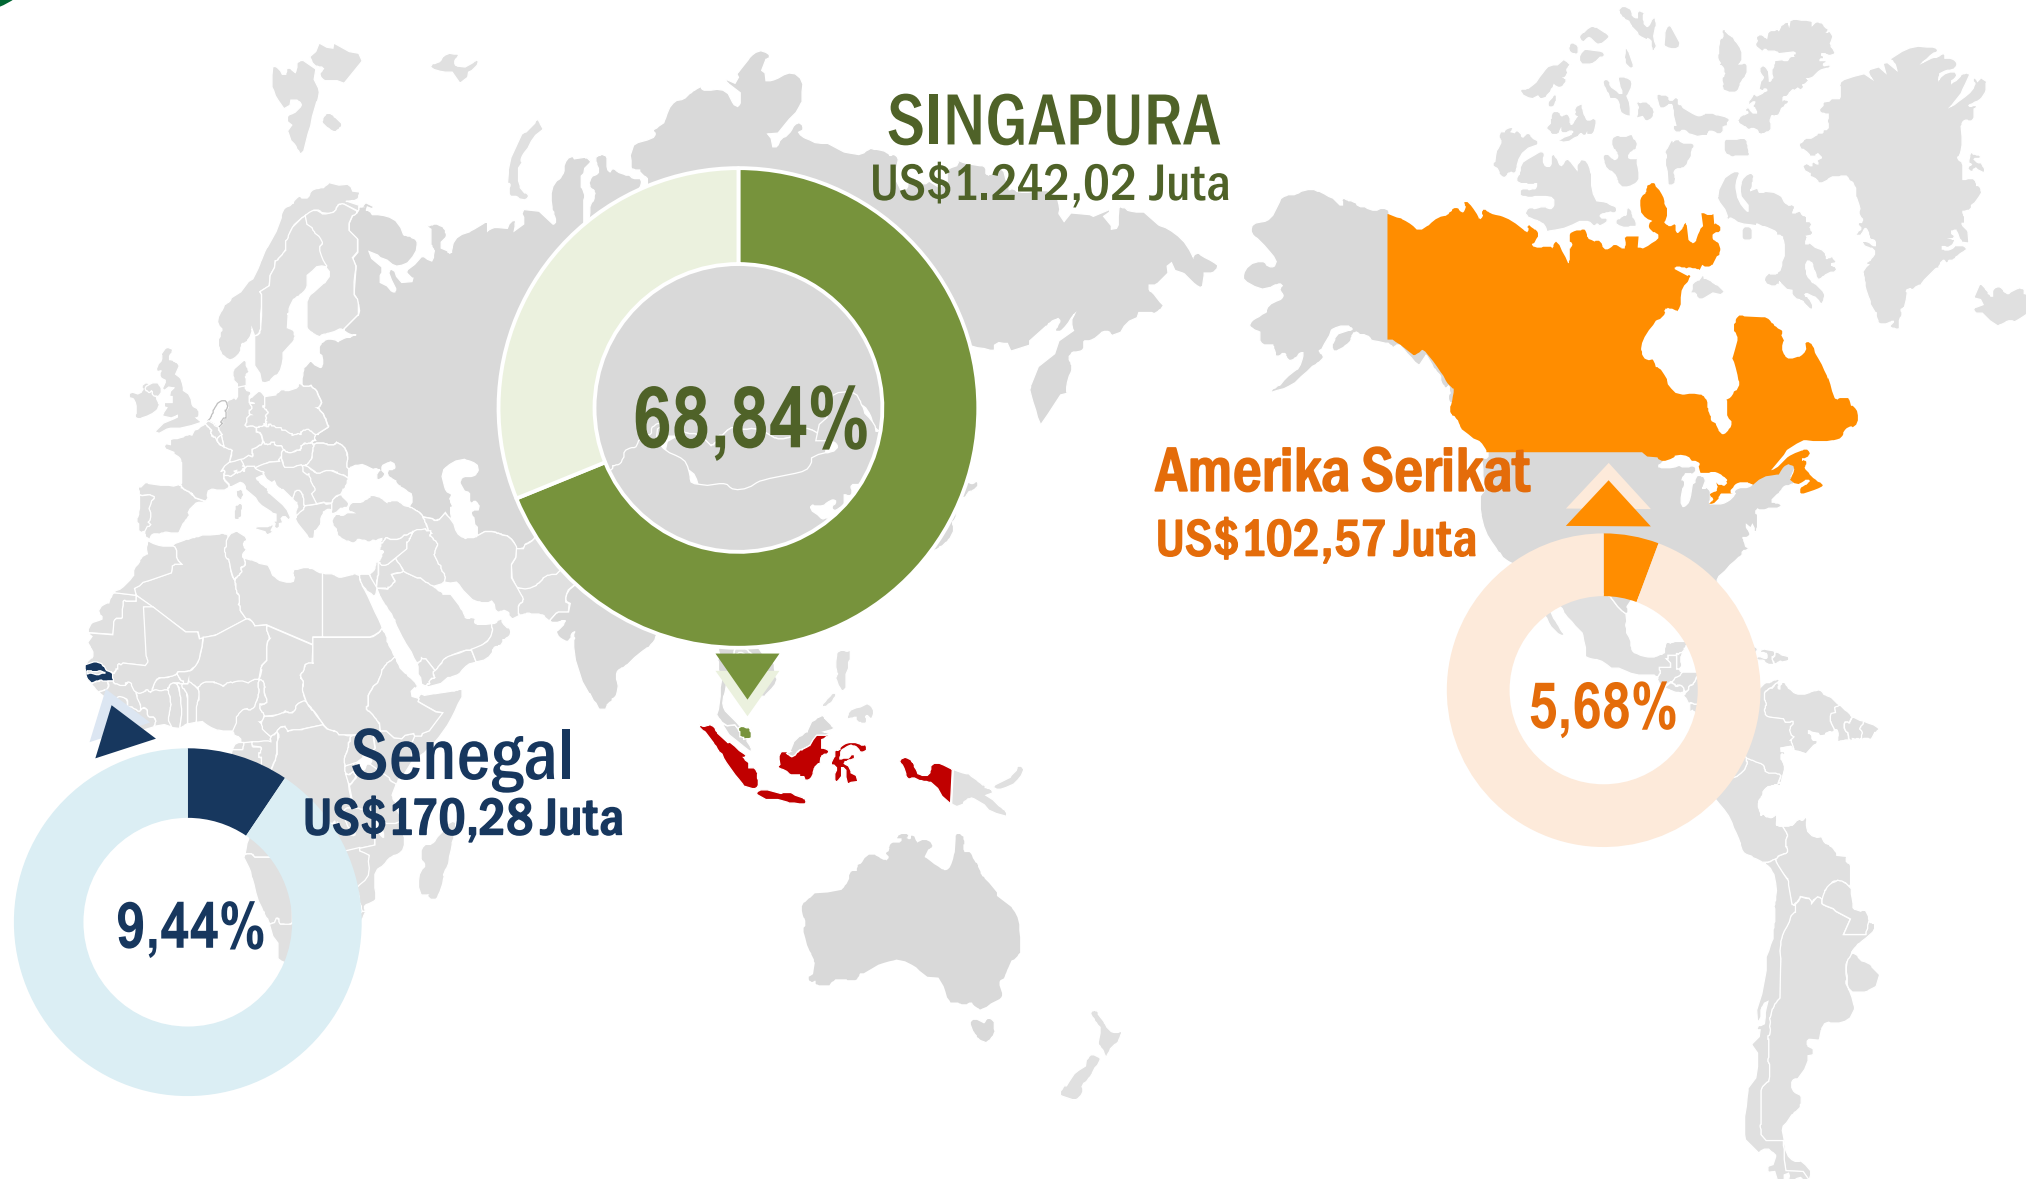 SINGAPURA
US$1.242,02 Juta
68,84%
Amerika Serikat
US$102,57 Juta
5,68%
Senegal
US$170,28 Juta
9,44%